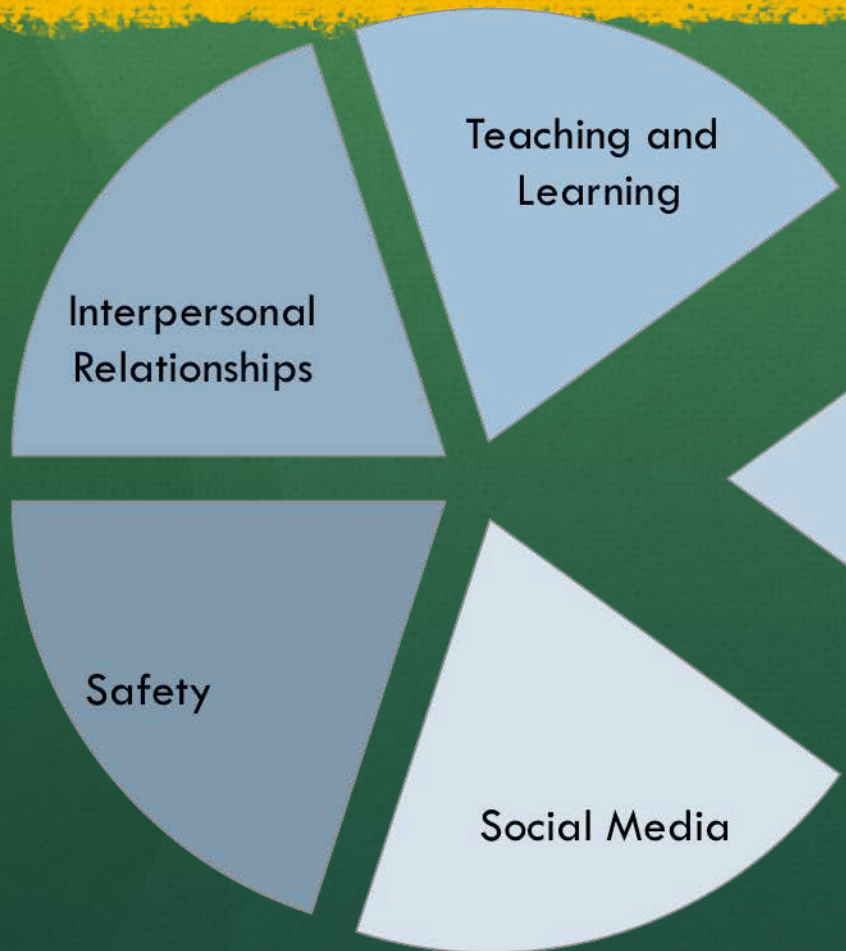 Teaching and
Learning
Interpersonal
Relationships
Safety
Social Media